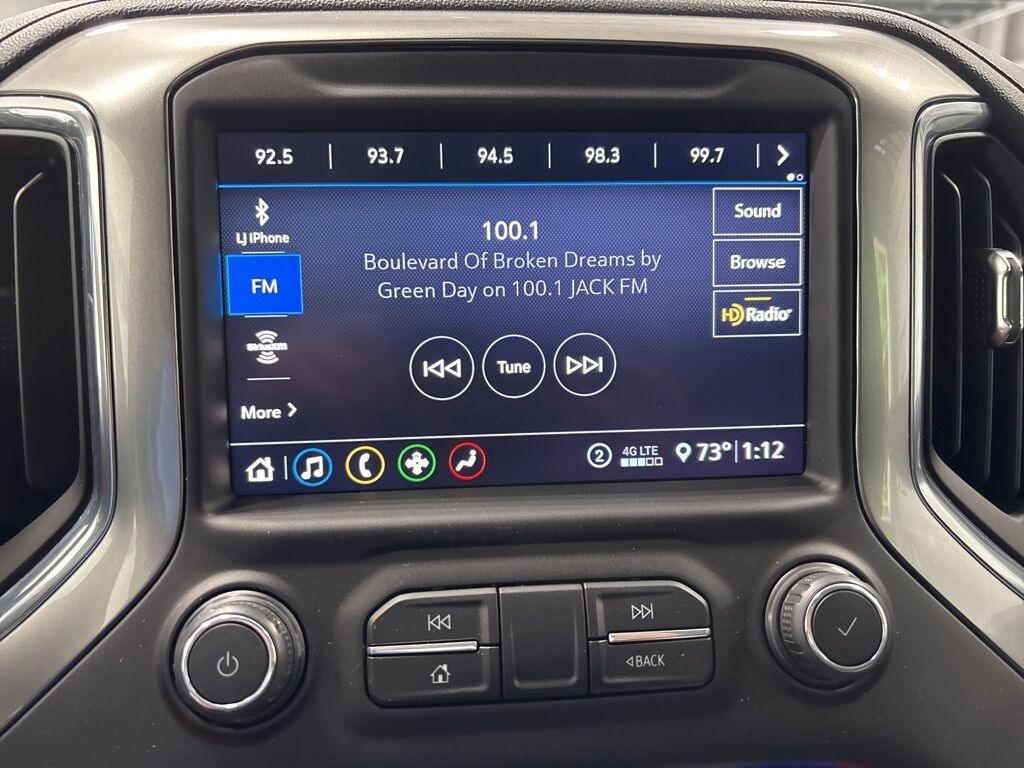 92.5 | 93.7 | 94.5 | 98.3 | 99.7 |
LJ iPhone
FM
SiriusXM
More
100.1
Boulevard Of Broken Dreams by
Green Day on 100.1 JACK FM
Tune
Sound
Browse
HD Radio
2 4G LTE 73° | 1:12
BACK